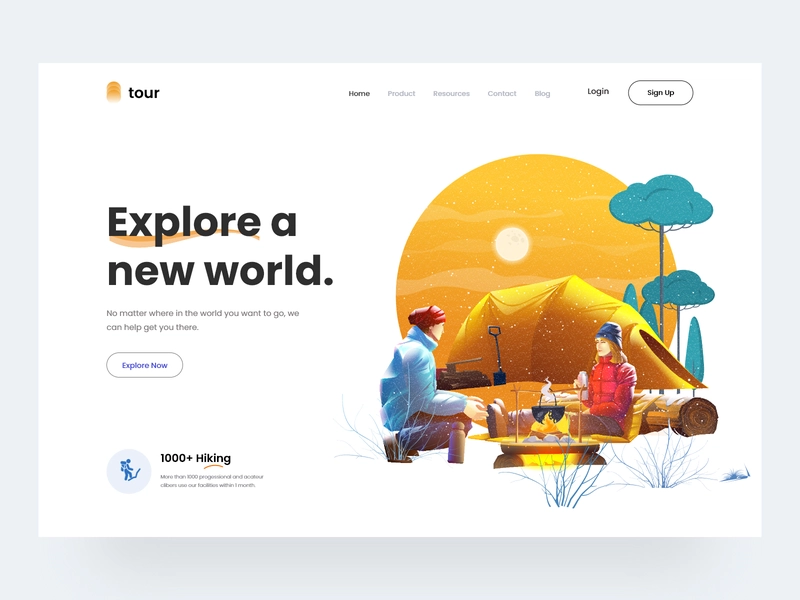 tour
Home Product Resources Contact Blog Login Sign Up
Explore a
new world.
No matter where in the world you want to go, we
can help get you there.
Explore Now
1000+ Hiking
More than 1000 progossional and acateur
clibors use our facilites within 1 month.